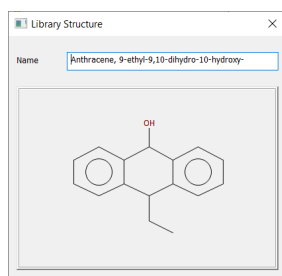 Library Structure
Name
Anthracene, 9-ethyl-9,10-dihydro-10-hydroxy-
OH